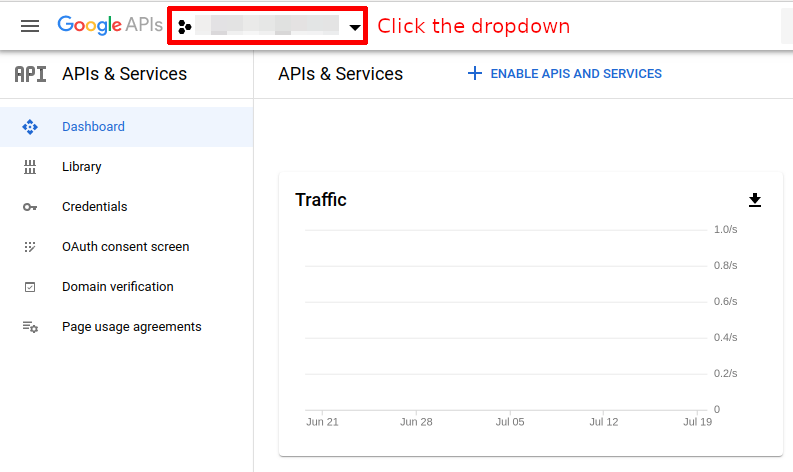 Google APIs
Click the dropdown
API APIs & Services
APIs & Services
ENABLE APIS AND SERVICES
Dashboard
Library
Credentials
OAuth consent screen
Domain verification
Page usage agreements
Traffic
1.0/s
0.8/s
0.6/s
0.4/s
0.2/s
0
Jun 21 Jun 28 Jul 05 Jul 12 Jul 19